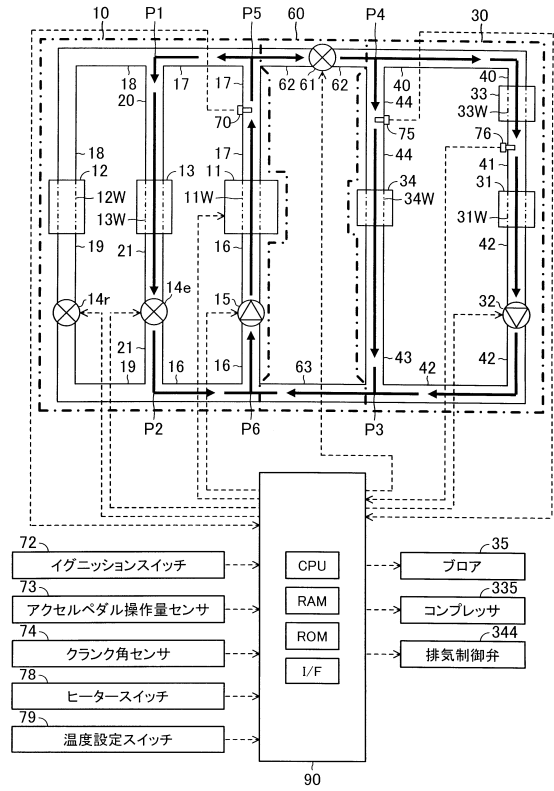 10 P1 P5 60 P4 30
18 17 17 62 61 62 40 40
20 44 33
70 75 33W
17 76
18 44 41
12 13 11 34 31
12W 11W 34W
13W 31W
19 21 16 42
14r 14e 15 32
21 16 43 42
19 16 63 42
P2 P6 P3
72
イグニッションスイッチ
73
アクセルペダル操作量センサ
74
クランク角センサ
78
ヒータースイッチ
79
温度設定スイッチ
CPU
RAM
ROM
I/F
90
35
ブロア
335
コンプレッサ
344
排気制御弁